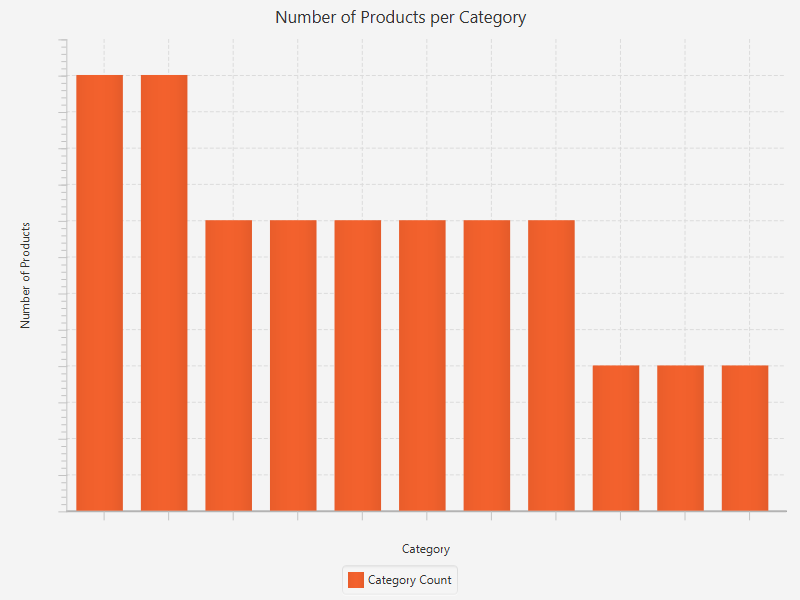 Number of Products per Category
Number of Products
Category
Category Count